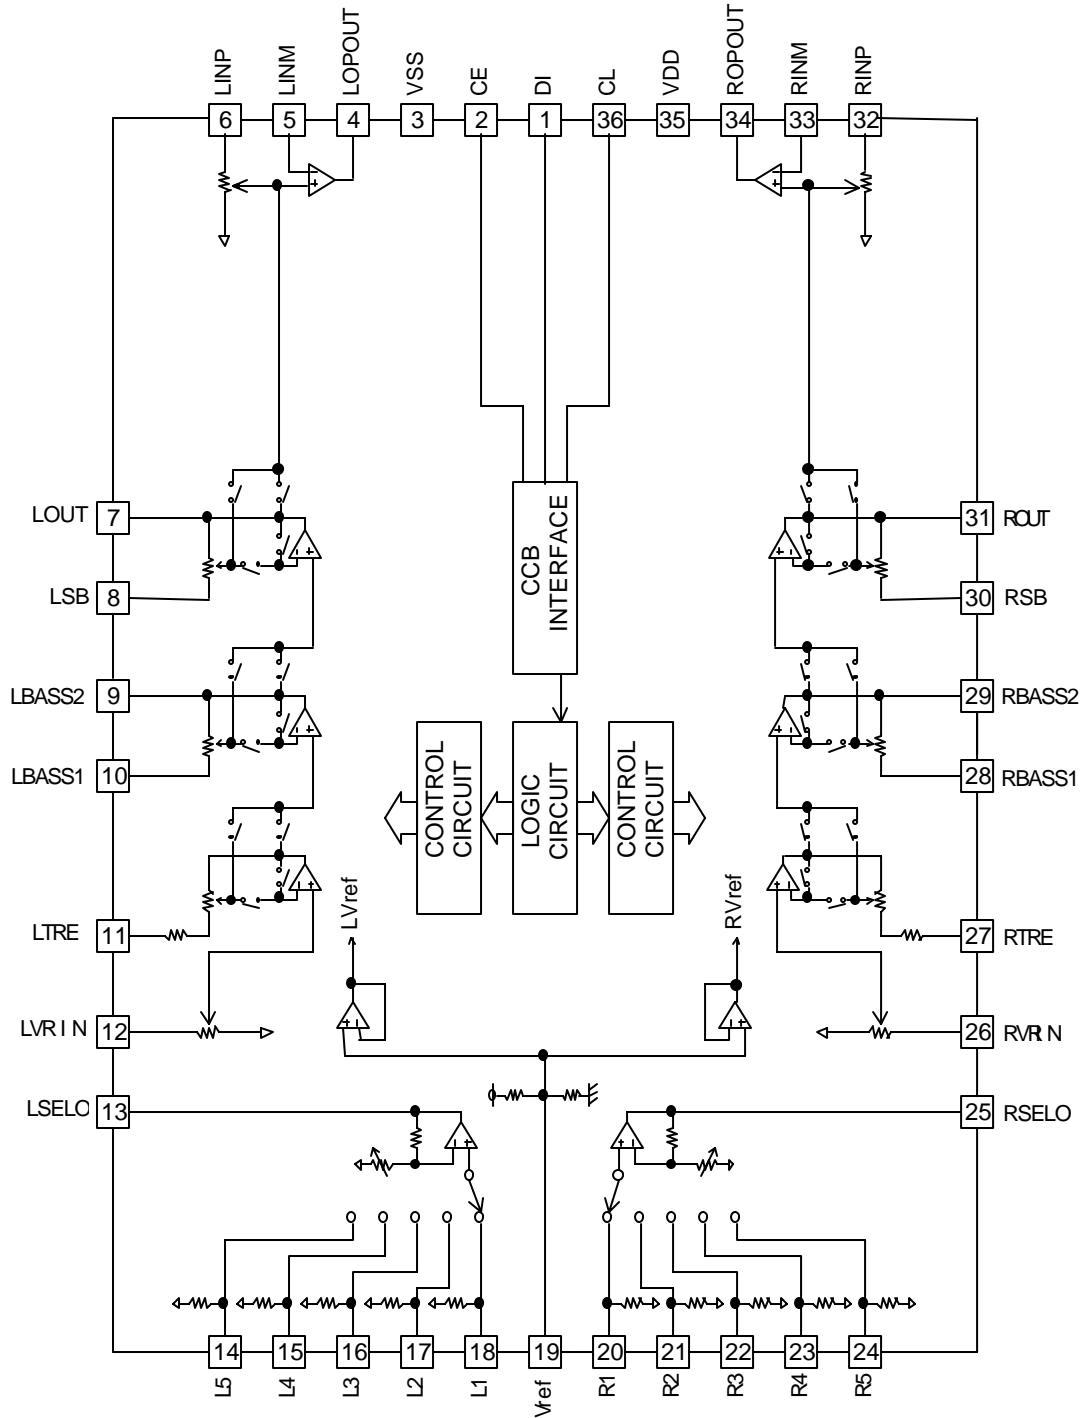 LINP
LINM
LOPOUT
VSS
CE
DI
CL
VDD
ROPOUT
RINM
RINP
6
5
4
3
2
1
36
35
34
33
32
LOUT 7
31 ROUT
LSB 8
30 RSB
CCB
INTERFACE
LBASS2 9
29 RBASS2
LBASS1 10
28 RBASS1
CONTROL
CIRCUIT
LOGIC
CIRCUIT
CONTROL
CIRCUIT
LVref
RVref
LTRE 11
27 RTRE
LVRIN 12
26 RVRIN
LSELO 13
25 RSELO
14
15
16
17
18
19
20
21
22
23
24
L5
L4
L3
L2
L1
Vref
R1
R2
R3
R4
R5